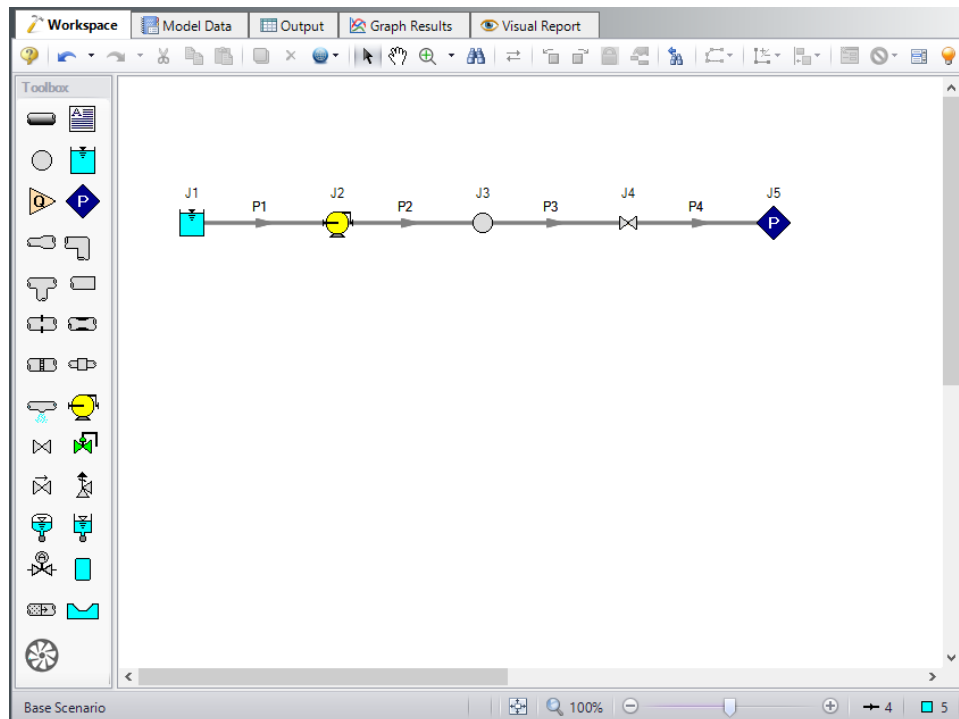 Workspace
Model Data
Output
Graph Results
Visual Report
Toolbox
A
Q
P
A
J1
J2
J3
J4
J5
P1
P2
P3
P4
P
Base Scenario
100%
4
5